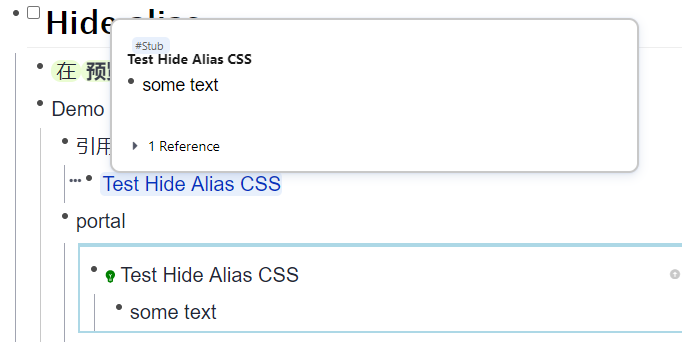 Hide alias
#Stub
Test Hide Alias CSS
some text
1 Reference
在
Demo
引用
Test Hide Alias CSS
portal
Test Hide Alias CSS
some text